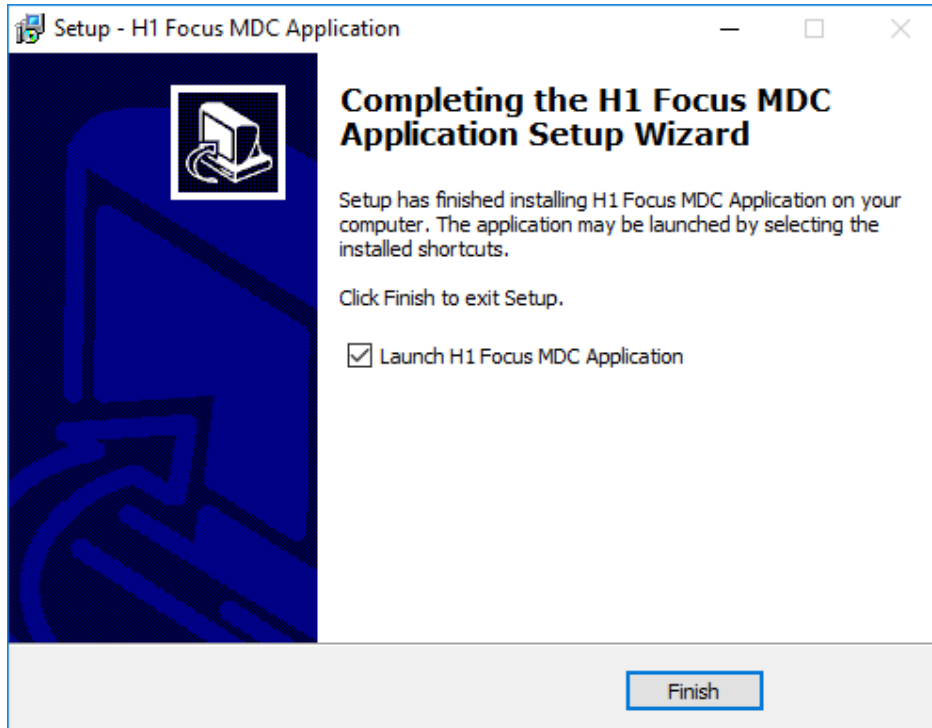 Setup - H1 Focus MDC Application
Completing the H1 Focus MDC
Application Setup Wizard
Setup has finished installing H1 Focus MDC Application on your
computer. The application may be launched by selecting the
installed shortcuts.
Click Finish to exit Setup.
Launch H1 Focus MDC Application
Finish